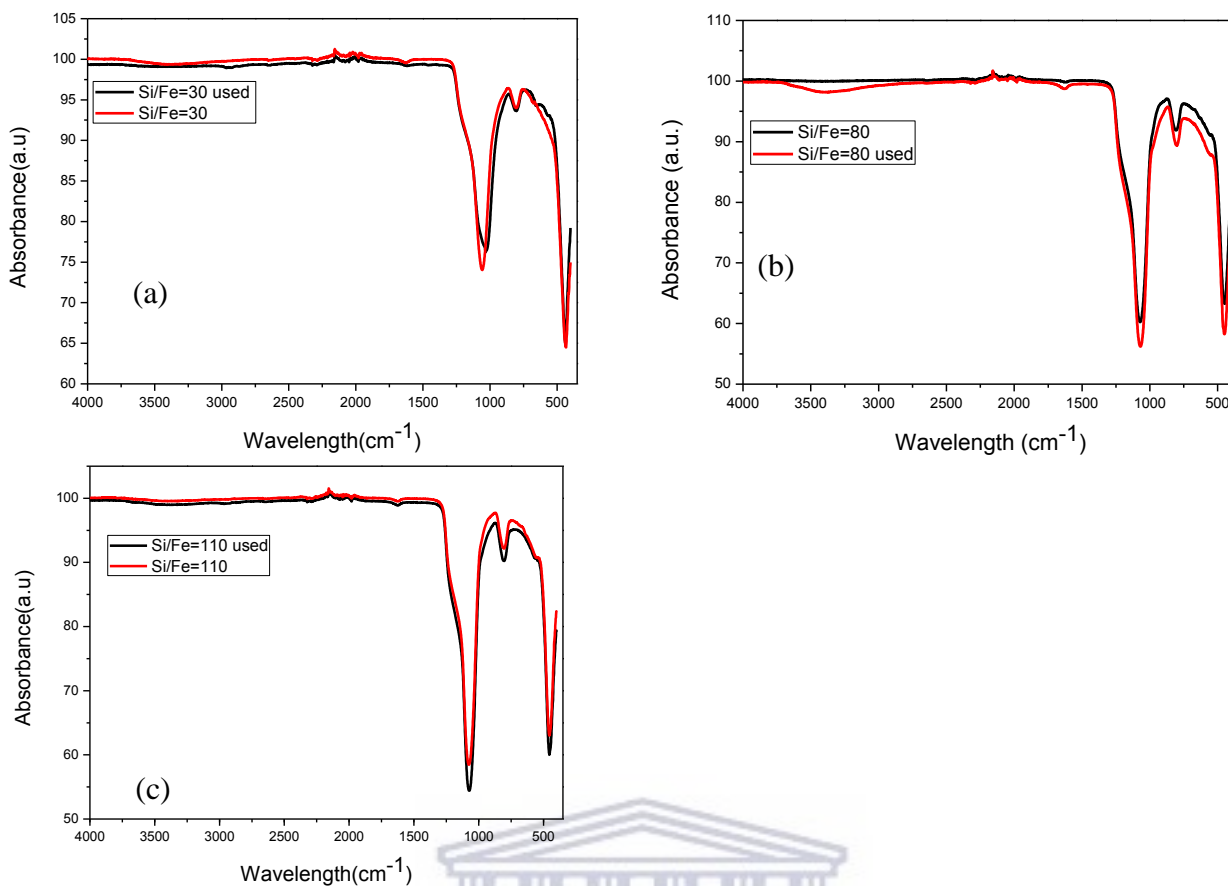 105
100
95
90
85
80
75
70
65
60
Absorbance(a.u)
Si/Fe=30 used
Si/Fe=30
(a)
4000 3500 3000 2500 2000 1500 1000 500
Wavelength(cm-1)
110
100
90
80
70
60
50
Absorbance (a.u.)
Si/Fe=80
Si/Fe=80 used
(b)
4000 3500 3000 2500 2000 1500 1000 500
Wavelength (cm-1)
100
90
80
70
60
50
Absorbance(a.u)
Si/Fe=110 used
Si/Fe=110
(c)
4000 3500 3000 2500 2000 1500 1000 500
Wavelength(cm-1)